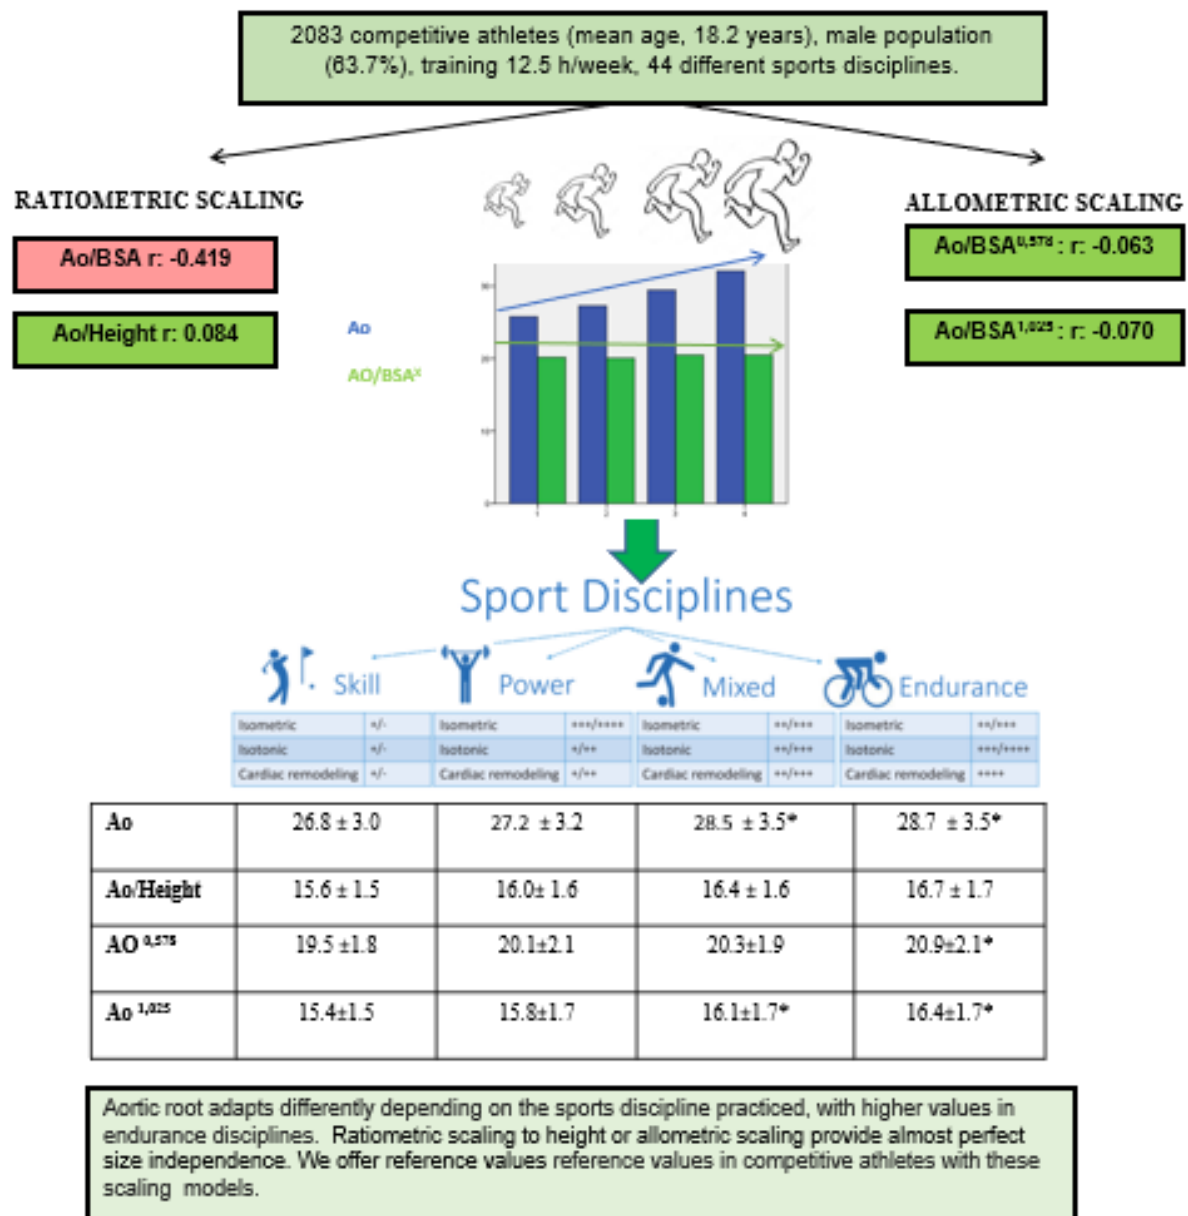 2083 competitive athletes (mean age, 18.2 years), male population
(63.7%), training 12.5 h/week, 44 different sports disciplines.
RATIOMETRIC SCALING
Ao/BSA r: -0.419
Ao/Height r: 0.084
ALLOMETRIC SCALING
Ao/BSA⁰,⁵⁷⁸ : r: -0.063
Ao/BSA¹,⁰²⁵ : r: -0.070
Ao
AO/BSAˣ
30
20
10
0
1 2 3 4
Sport Disciplines
Skill Power Mixed Endurance
Isometric +/- Isometric +++/++++ Isometric ++/+++ Isometric ++/+++
Isotonic +/- Isotonic +/++ Isotonic ++/+++ Isotonic +++/++++
Cardiac remodeling +/- Cardiac remodeling +/++ Cardiac remodeling ++/+++ Cardiac remodeling ++++
Ao 26.8 ± 3.0 27.2 ± 3.2 28.5 ± 3.5* 28.7 ± 3.5*
Ao/Height 15.6 ± 1.5 16.0± 1.6 16.4 ± 1.6 16.7 ± 1.7
AO ⁰,⁵⁷⁸ 19.5 ±1.8 20.1±2.1 20.3±1.9 20.9±2.1*
Ao ¹,⁰²⁵ 15.4±1.5 15.8±1.7 16.1±1.7* 16.4±1.7*
Aortic root adapts differently depending on the sports discipline practiced, with higher values in
endurance disciplines. Ratiometric scaling to height or allometric scaling provide almost perfect
size independence. We offer reference values reference values in competitive athletes with these
scaling models.